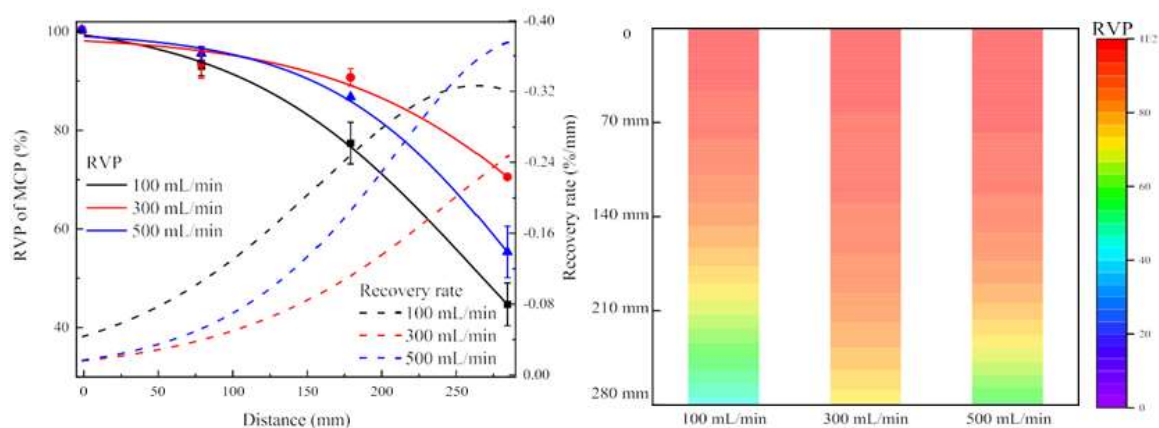 100
80
60
40
RVP of MCP (%)
RVP
100 mL/min
300 mL/min
500 mL/min
Recovery rate
100 mL/min
300 mL/min
500 mL/min
0
50
100
150
200
250
Distance (mm)
-0.40
-0.32
-0.24
-0.16
-0.08
0.00
Recovery rate (%/mm)
0
70 mm
140 mm
210 mm
280 mm
100 mL/min
300 mL/min
500 mL/min
RVP
1E2
80
60
40
20
0